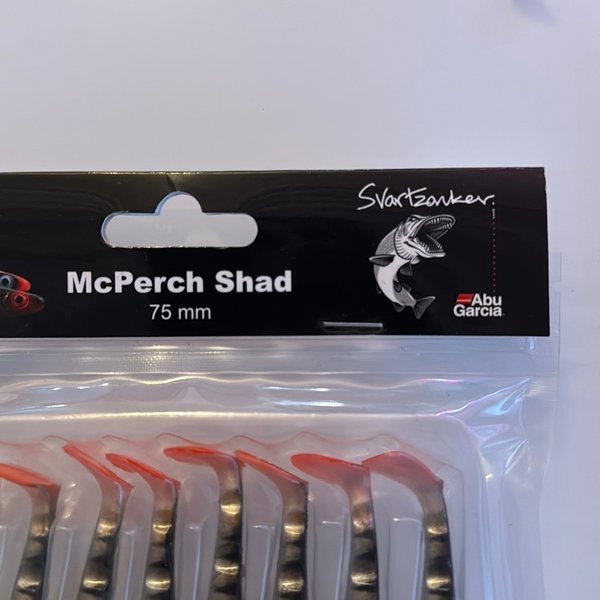 Svartzonker
McPerch Shad
75 mm
Abu
Garcia